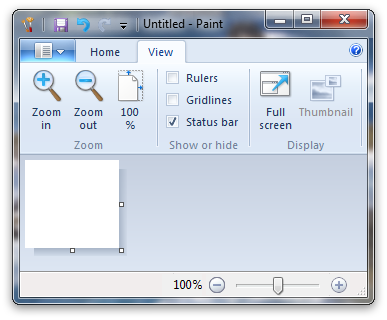 Untitled - Paint
Home View
Zoom in
Zoom out
100 %
Rulers
Gridlines
Status bar
Full screen
Thumbnail
Zoom
Show or hide
Display
100%